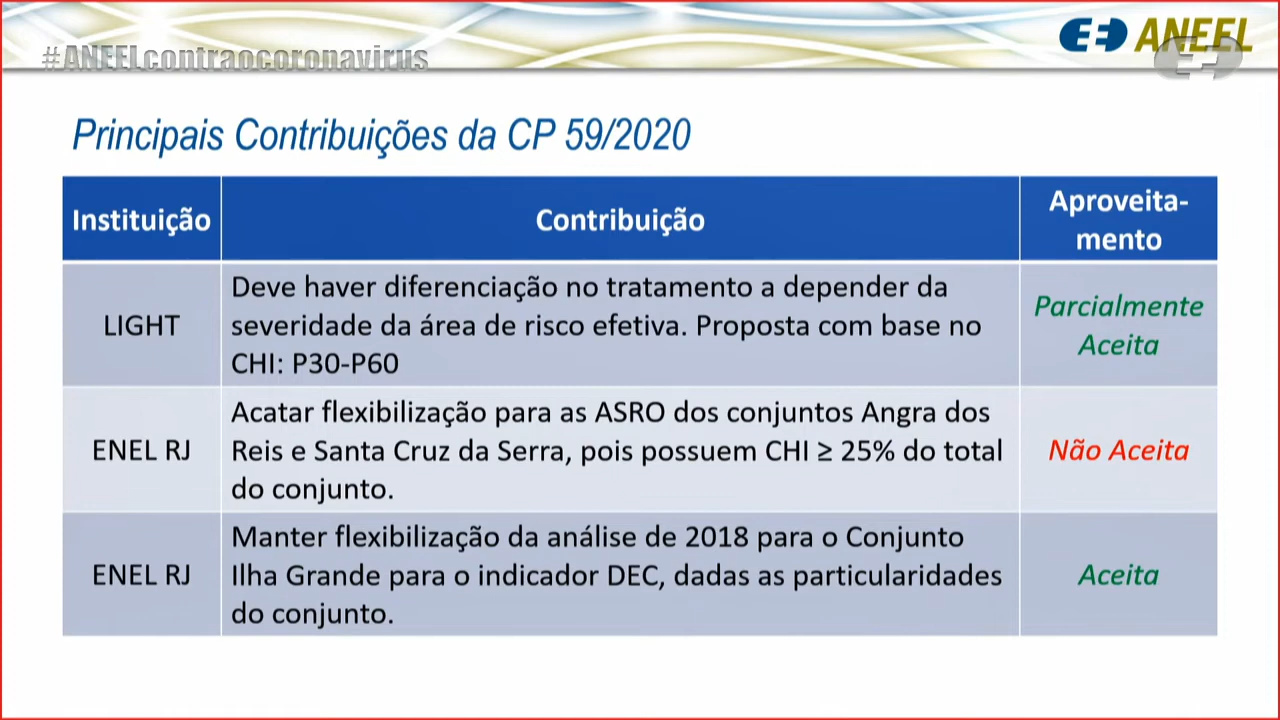 #ANEELcontraocoronavirus
ANEEL
Principais Contribuições da CP 59/2020
Instituição
Contribuição
Aproveita-
mento
LIGHT
Deve haver diferenciação no tratamento a depender da
severidade da área de risco efetiva. Proposta com base no
CHI: P30-P60
Parcialmente
Aceita
ENEL RJ
Acatar flexibilização para as ASRO dos conjuntos Angra dos
Reis e Santa Cruz da Serra, pois possuem CHI ≥ 25% do total
do conjunto.
Não Aceita
ENEL RJ
Manter flexibilização da análise de 2018 para o Conjunto
Ilha Grande para o indicador DEC, dadas as particularidades
do conjunto.
Aceita